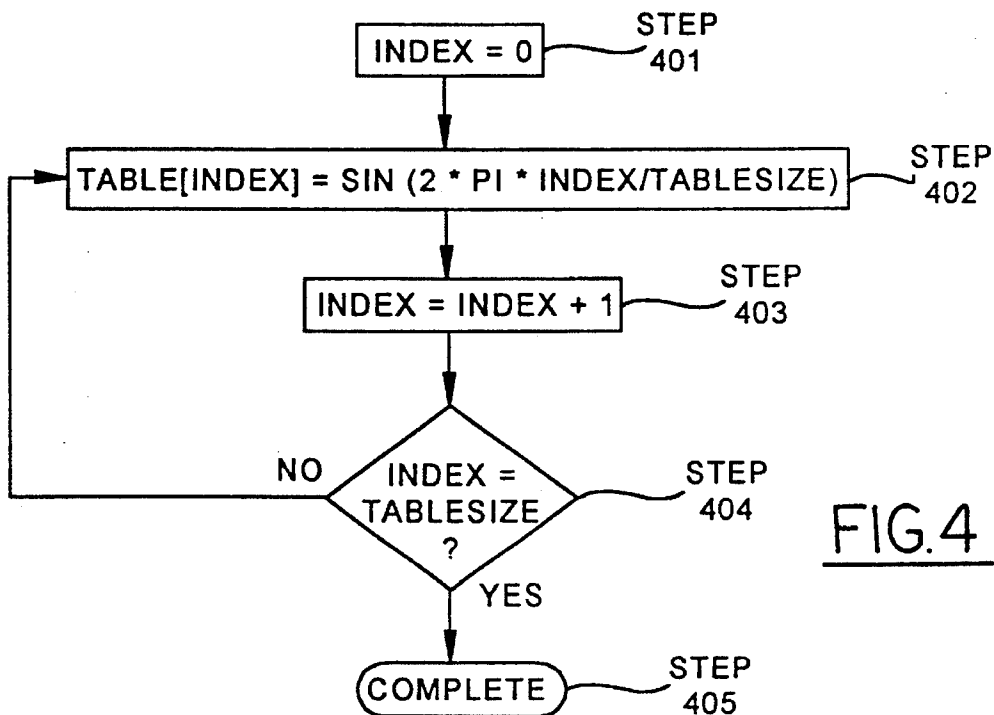 INDEX = 0
STEP
401
TABLE[INDEX] = SIN (2 * PI * INDEX/TABLESIZE)
STEP
402
INDEX = INDEX + 1
STEP
403
NO
INDEX =
TABLESIZE
?
STEP
404
YES
FIG.4
COMPLETE
STEP
405